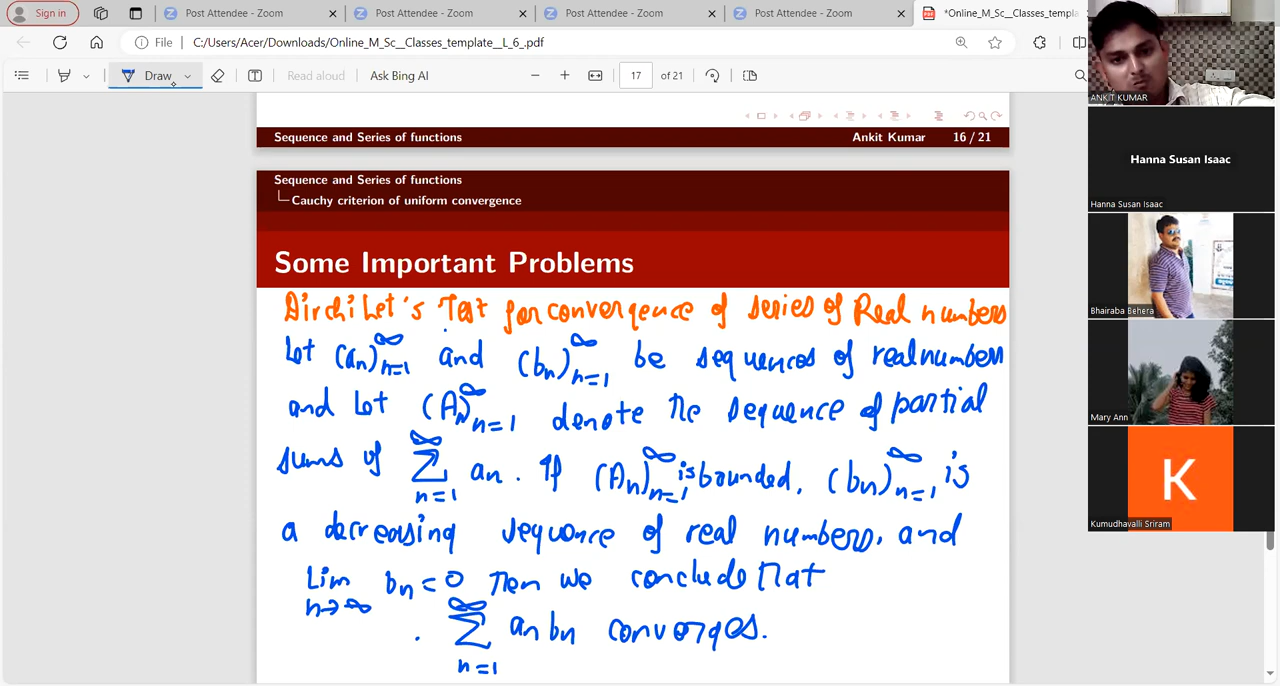 Sign in
Post Attendee - Zoom
Post Attendee - Zoom
Post Attendee - Zoom
Post Attendee - Zoom
*Online_M_Sc__Classes_templa
File
C:/Users/Acer/Downloads/Online_M_Sc__Classes_template__L_6_.pdf
Draw
Read aloud
Ask Bing AI
17
of 21
Sequence and Series of functions
Ankit Kumar
16 / 21
Sequence and Series of functions
Cauchy criterion of uniform convergence
Some Important Problems
Dirchilet's Test for convergence of series of Real numbers
Let (an)∞n=1 and (bn)∞n=1 be sequences of real numbers
and let (An)∞n=1 denote the sequence of partial
sums of ∑∞n=1 an. If (An)∞n=1 is bounded, (bn)∞n=1 is
a decreasing sequence of real numbers, and
Lim n→∞ bn = 0 Then we conclude that
∑∞n=1 an bn converges.
ANKIT KUMAR
Hanna Susan Isaac
Hanna Susan Isaac
Bhairaba Behera
Mary Ann
K
Kumudhavalli Sriram